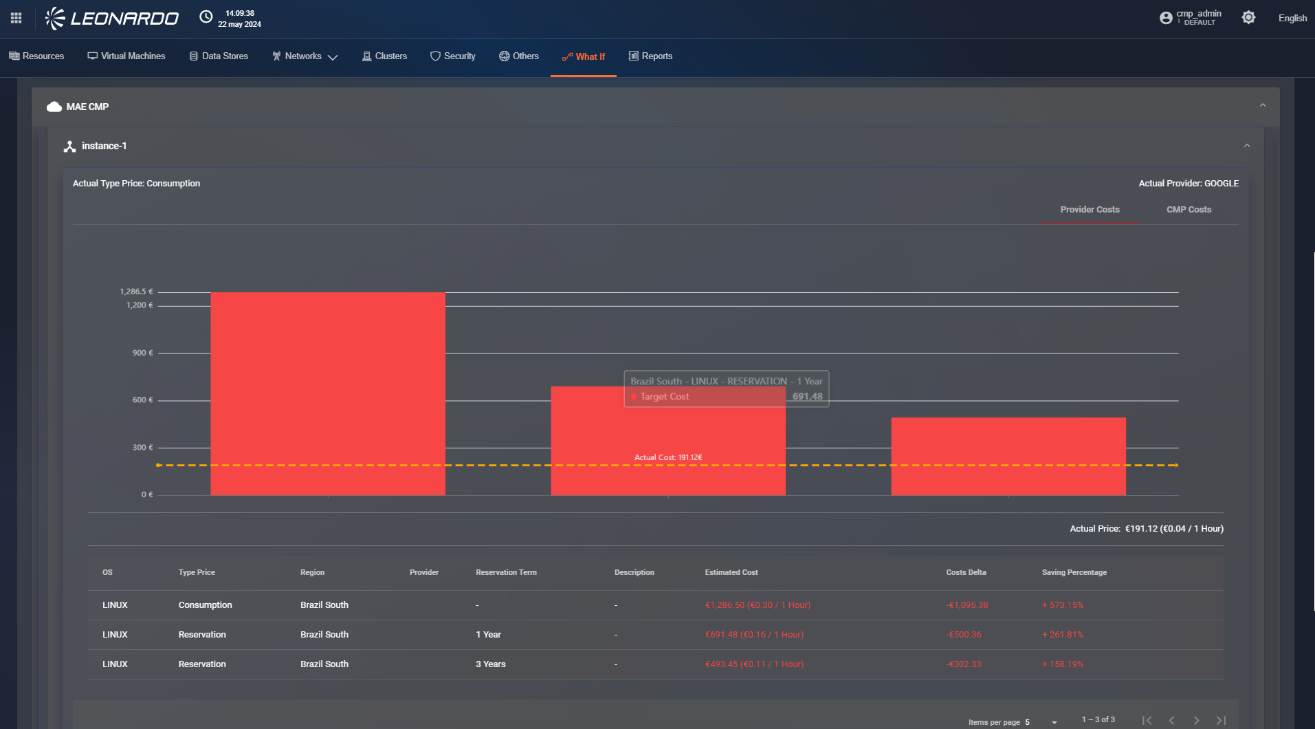 LEONARDO
14:09:38
22 may 2024
cmp_admin
DEFAULT
English
Resources
Virtual Machines
Data Stores
Networks
Clusters
Security
Others
What If
Reports
MAE CMP
instance-1
Actual Type Price: Consumption
Actual Provider: GOOGLE
Provider Costs
CMP Costs
1,286.5 €
1,200 €
900 €
600 €
300 €
0 €
Brazil South - LINUX - RESERVATION - 1 Year
Target Cost 691.48
Actual Cost: 191.12€
Actual Price: €191.12 (€0.04 / 1 Hour)
OS Type Price Region Provider Reservation Term Description Estimated Cost Costs Delta Saving Percentage
LINUX Consumption Brazil South - - €1,286.50 (€0.30 / 1 Hour) -€1,095.38 + 573.15%
LINUX Reservation Brazil South 1 Year - €691.48 (€0.16 / 1 Hour) -€500.36 + 261.81%
LINUX Reservation Brazil South 3 Years - €493.45 (€0.11 / 1 Hour) -€302.33 + 158.19%
Items per page 5 1 – 3 of 3